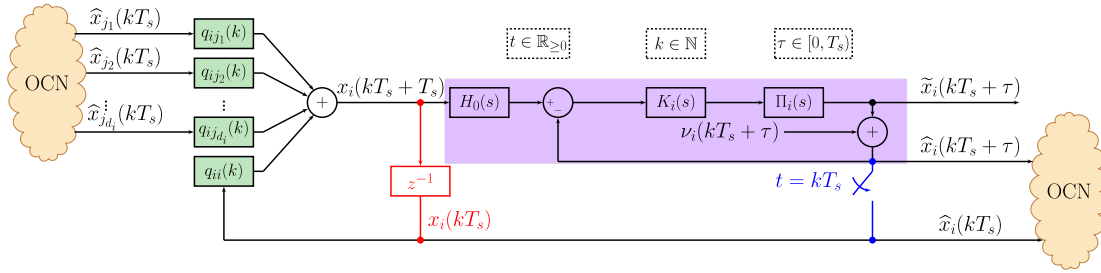 OCN
x̂_{j_1}(kT_s)
x̂_{j_2}(kT_s)
⋮
x̂_{j_{d_i}}(kT_s)
q_{ij_1}(k)
q_{ij_2}(k)
⋮
q_{ij_{d_i}}(k)
q_{ii}(k)
+
x_i(kT_s + T_s)
z^{-1}
x_i(kT_s)
t ∈ ℝ_{≥0}
k ∈ ℕ
τ ∈ [0, T_s)
H_0(s)
+
−
K_i(s)
Π_i(s)
ν_i(kT_s + τ)
+
t = kT_s
x̃_i(kT_s + τ)
x̂_i(kT_s + τ)
x̂_i(kT_s)
OCN